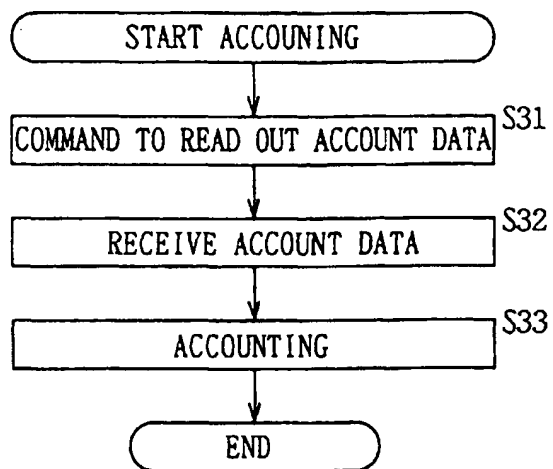 START ACCOUNING
COMMAND TO READ OUT ACCOUNT DATA
S31
RECEIVE ACCOUNT DATA
S32
ACCOUNTING
S33
END